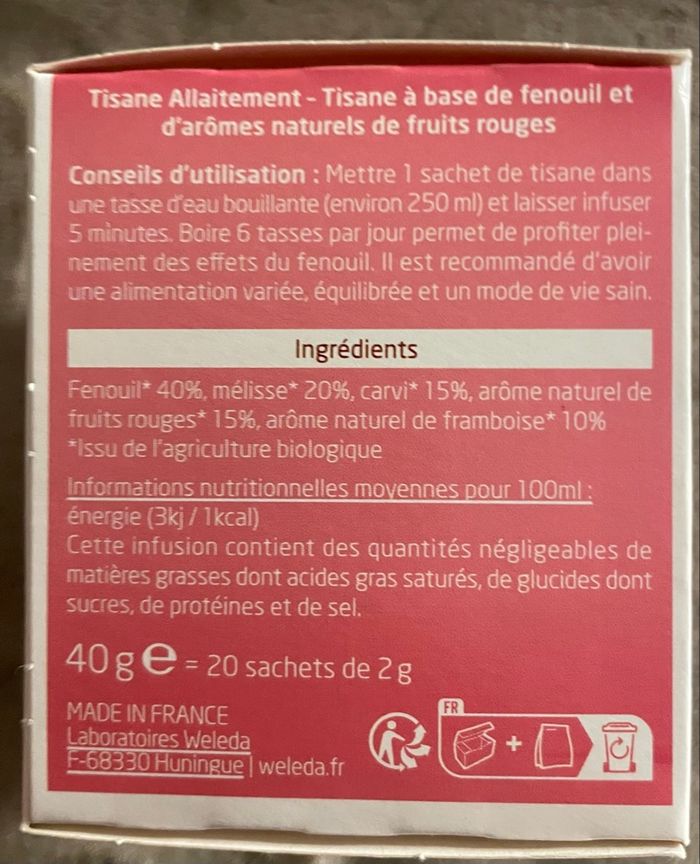 Tisane Allaitement - Tisane à base de fenouil et
d'arômes naturels de fruits rouges
Conseils d'utilisation : Mettre 1 sachet de tisane dans
une tasse d'eau bouillante (environ 250 ml) et laisser infuser
5 minutes. Boire 6 tasses par jour permet de profiter plei-
nement des effets du fenouil. Il est recommandé d'avoir
une alimentation variée, équilibrée et un mode de vie sain.
Ingrédients
Fenouil* 40%, mélisse* 20%, carvi* 15%, arôme naturel de
fruits rouges* 15%, arôme naturel de framboise* 10%
*Issu de l'agriculture biologique
Informations nutritionnelles moyennes pour 100ml :
énergie (3kj / 1kcal)
Cette infusion contient des quantités négligeables de
matières grasses dont acides gras saturés, de glucides dont
sucres, de protéines et de sel.
40 g e = 20 sachets de 2 g
MADE IN FRANCE
Laboratoires Weleda
F-68330 Huningue | weleda.fr
FR
+